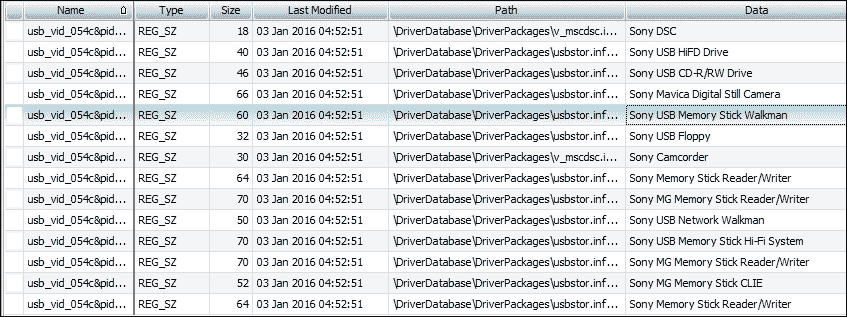 Name Type Size Last Modified Path Data
usb_vid_054c&pid... REG_SZ 18 03 Jan 2016 04:52:51 \DriverDatabase\DriverPackages\v_mscdsc.i... Sony DSC
usb_vid_054c&pid... REG_SZ 40 03 Jan 2016 04:52:51 \DriverDatabase\DriverPackages\usbstor.inf... Sony USB HiFD Drive
usb_vid_054c&pid... REG_SZ 46 03 Jan 2016 04:52:51 \DriverDatabase\DriverPackages\usbstor.inf... Sony USB CD-R/RW Drive
usb_vid_054c&pid... REG_SZ 66 03 Jan 2016 04:52:51 \DriverDatabase\DriverPackages\usbstor.inf... Sony Mavica Digital Still Camera
usb_vid_054c&pid... REG_SZ 60 03 Jan 2016 04:52:51 \DriverDatabase\DriverPackages\usbstor.inf... Sony USB Memory Stick Walkman
usb_vid_054c&pid... REG_SZ 32 03 Jan 2016 04:52:51 \DriverDatabase\DriverPackages\usbstor.inf... Sony USB Floppy
usb_vid_054c&pid... REG_SZ 30 03 Jan 2016 04:52:51 \DriverDatabase\DriverPackages\v_mscdsc.i... Sony Camcorder
usb_vid_054c&pid... REG_SZ 64 03 Jan 2016 04:52:51 \DriverDatabase\DriverPackages\usbstor.inf... Sony Memory Stick Reader/Writer
usb_vid_054c&pid... REG_SZ 70 03 Jan 2016 04:52:51 \DriverDatabase\DriverPackages\usbstor.inf... Sony MG Memory Stick Reader/Writer
usb_vid_054c&pid... REG_SZ 50 03 Jan 2016 04:52:51 \DriverDatabase\DriverPackages\usbstor.inf... Sony USB Network Walkman
usb_vid_054c&pid... REG_SZ 70 03 Jan 2016 04:52:51 \DriverDatabase\DriverPackages\usbstor.inf... Sony USB Memory Stick Hi-Fi System
usb_vid_054c&pid... REG_SZ 70 03 Jan 2016 04:52:51 \DriverDatabase\DriverPackages\usbstor.inf... Sony MG Memory Stick Reader/Writer
usb_vid_054c&pid... REG_SZ 52 03 Jan 2016 04:52:51 \DriverDatabase\DriverPackages\usbstor.inf... Sony Memory Stick CLIE
usb_vid_054c&pid... REG_SZ 64 03 Jan 2016 04:52:51 \DriverDatabase\DriverPackages\usbstor.inf... Sony Memory Stick Reader/Writer